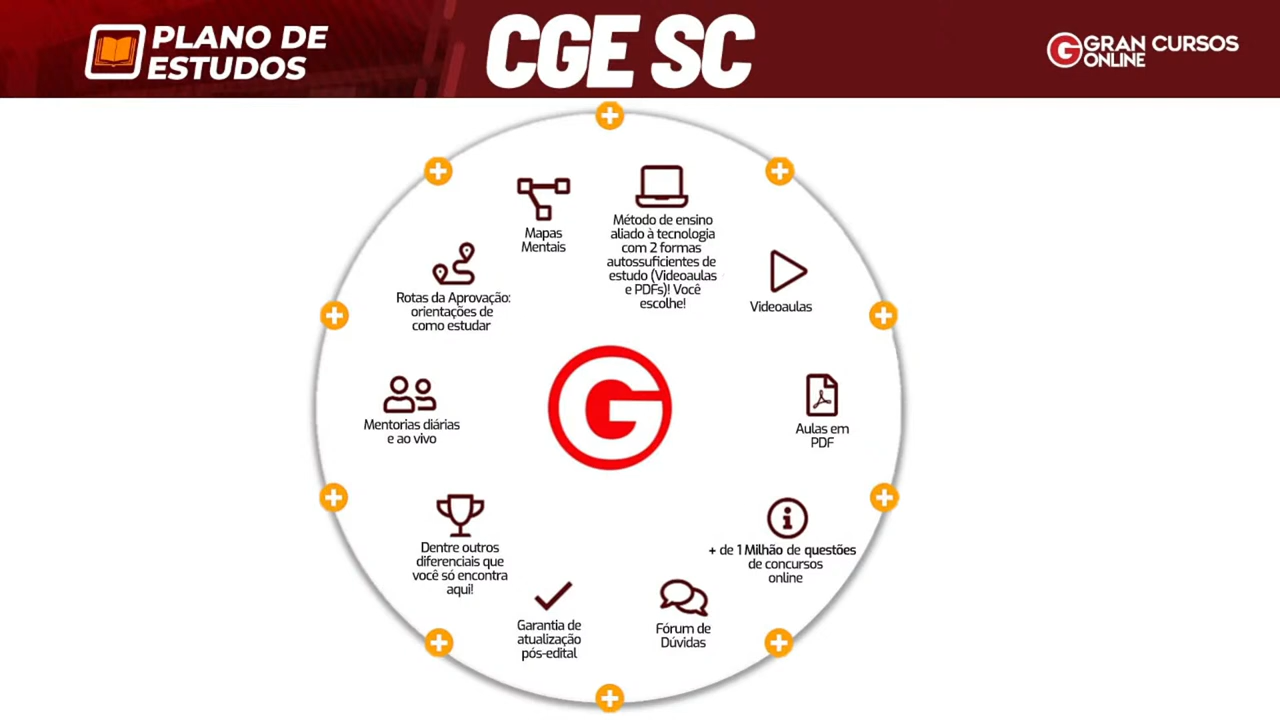 PLANO DE
ESTUDOS
CGE SC
GRAN CURSOS
ONLINE
Mapas
Mentais
Método de ensino
aliado à tecnologia
com 2 formas
autossuficientes de
estudo (Videoaulas
e PDFs)! Você
escolhe!
Videoaulas
Rotas da Aprovação:
orientações de
como estudar
Mentorias diárias
e ao vivo
G
Aulas em
PDF
Dentre outros
diferenciais que
você só encontra
aqui!
+ de 1 Milhão de questões
de concursos
online
Garantia de
atualização
pós-edital
Fórum de
Dúvidas